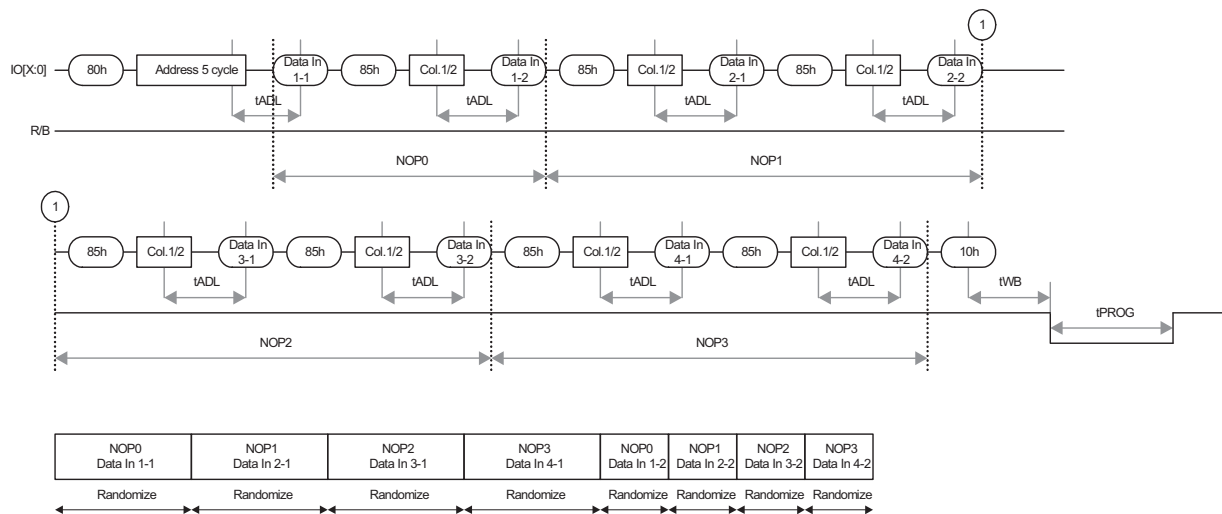 1
IO[X:0] 80h Address 5 cycle Data In 1-1 85h Col.1/2 Data In 1-2 85h Col.1/2 Data In 2-1 85h Col.1/2 Data In 2-2
tADL tADL tADL tADL
R/B
NOP0 NOP1
1
85h Col.1/2 Data In 3-1 85h Col.1/2 Data In 3-2 85h Col.1/2 Data In 4-1 85h Col.1/2 Data In 4-2 10h
tADL tADL tADL tADL tWB
tPROG
NOP2 NOP3
NOP0 NOP1 NOP2 NOP3 NOP0 NOP1 NOP2 NOP3
Data In 1-1 Data In 2-1 Data In 3-1 Data In 4-1 Data In 1-2 Data In 2-2 Data In 3-2 Data In 4-2
Randomize Randomize Randomize Randomize Randomize Randomize Randomize Randomize